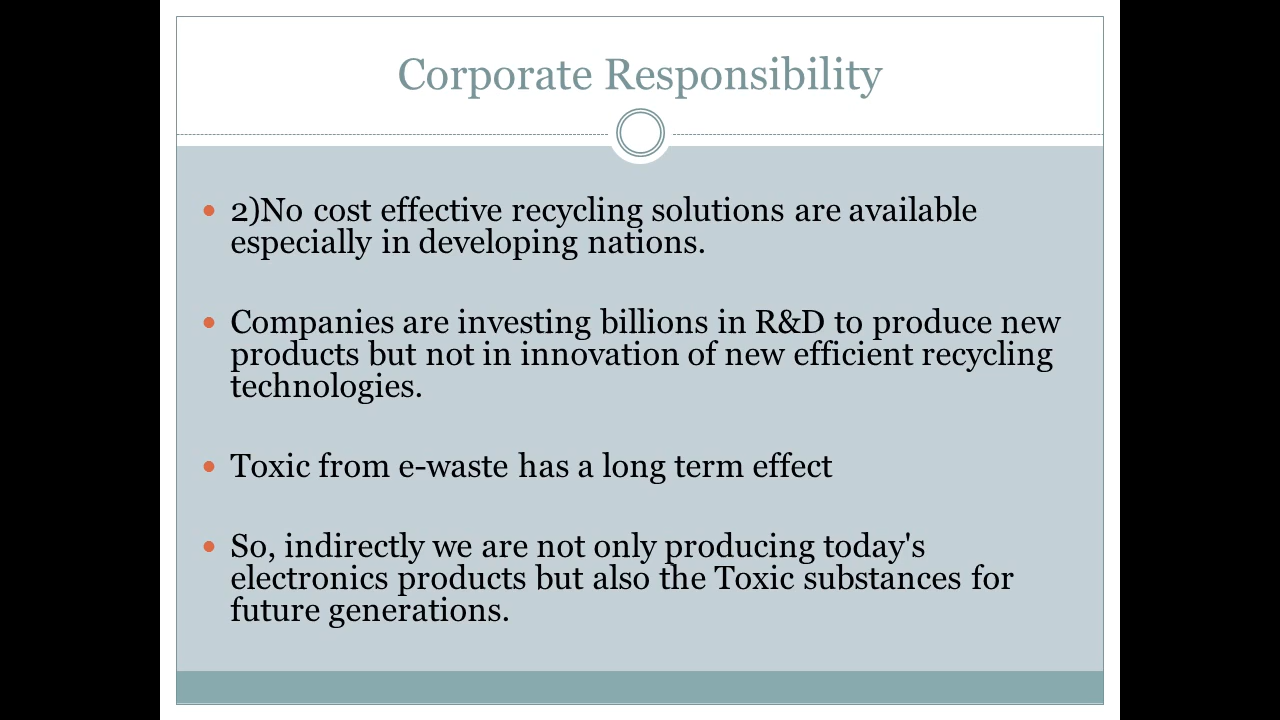 Corporate Responsibility
2)No cost effective recycling solutions are available
especially in developing nations.
Companies are investing billions in R&D to produce new
products but not in innovation of new efficient recycling
technologies.
Toxic from e-waste has a long term effect
So, indirectly we are not only producing today's
electronics products but also the Toxic substances for
future generations.